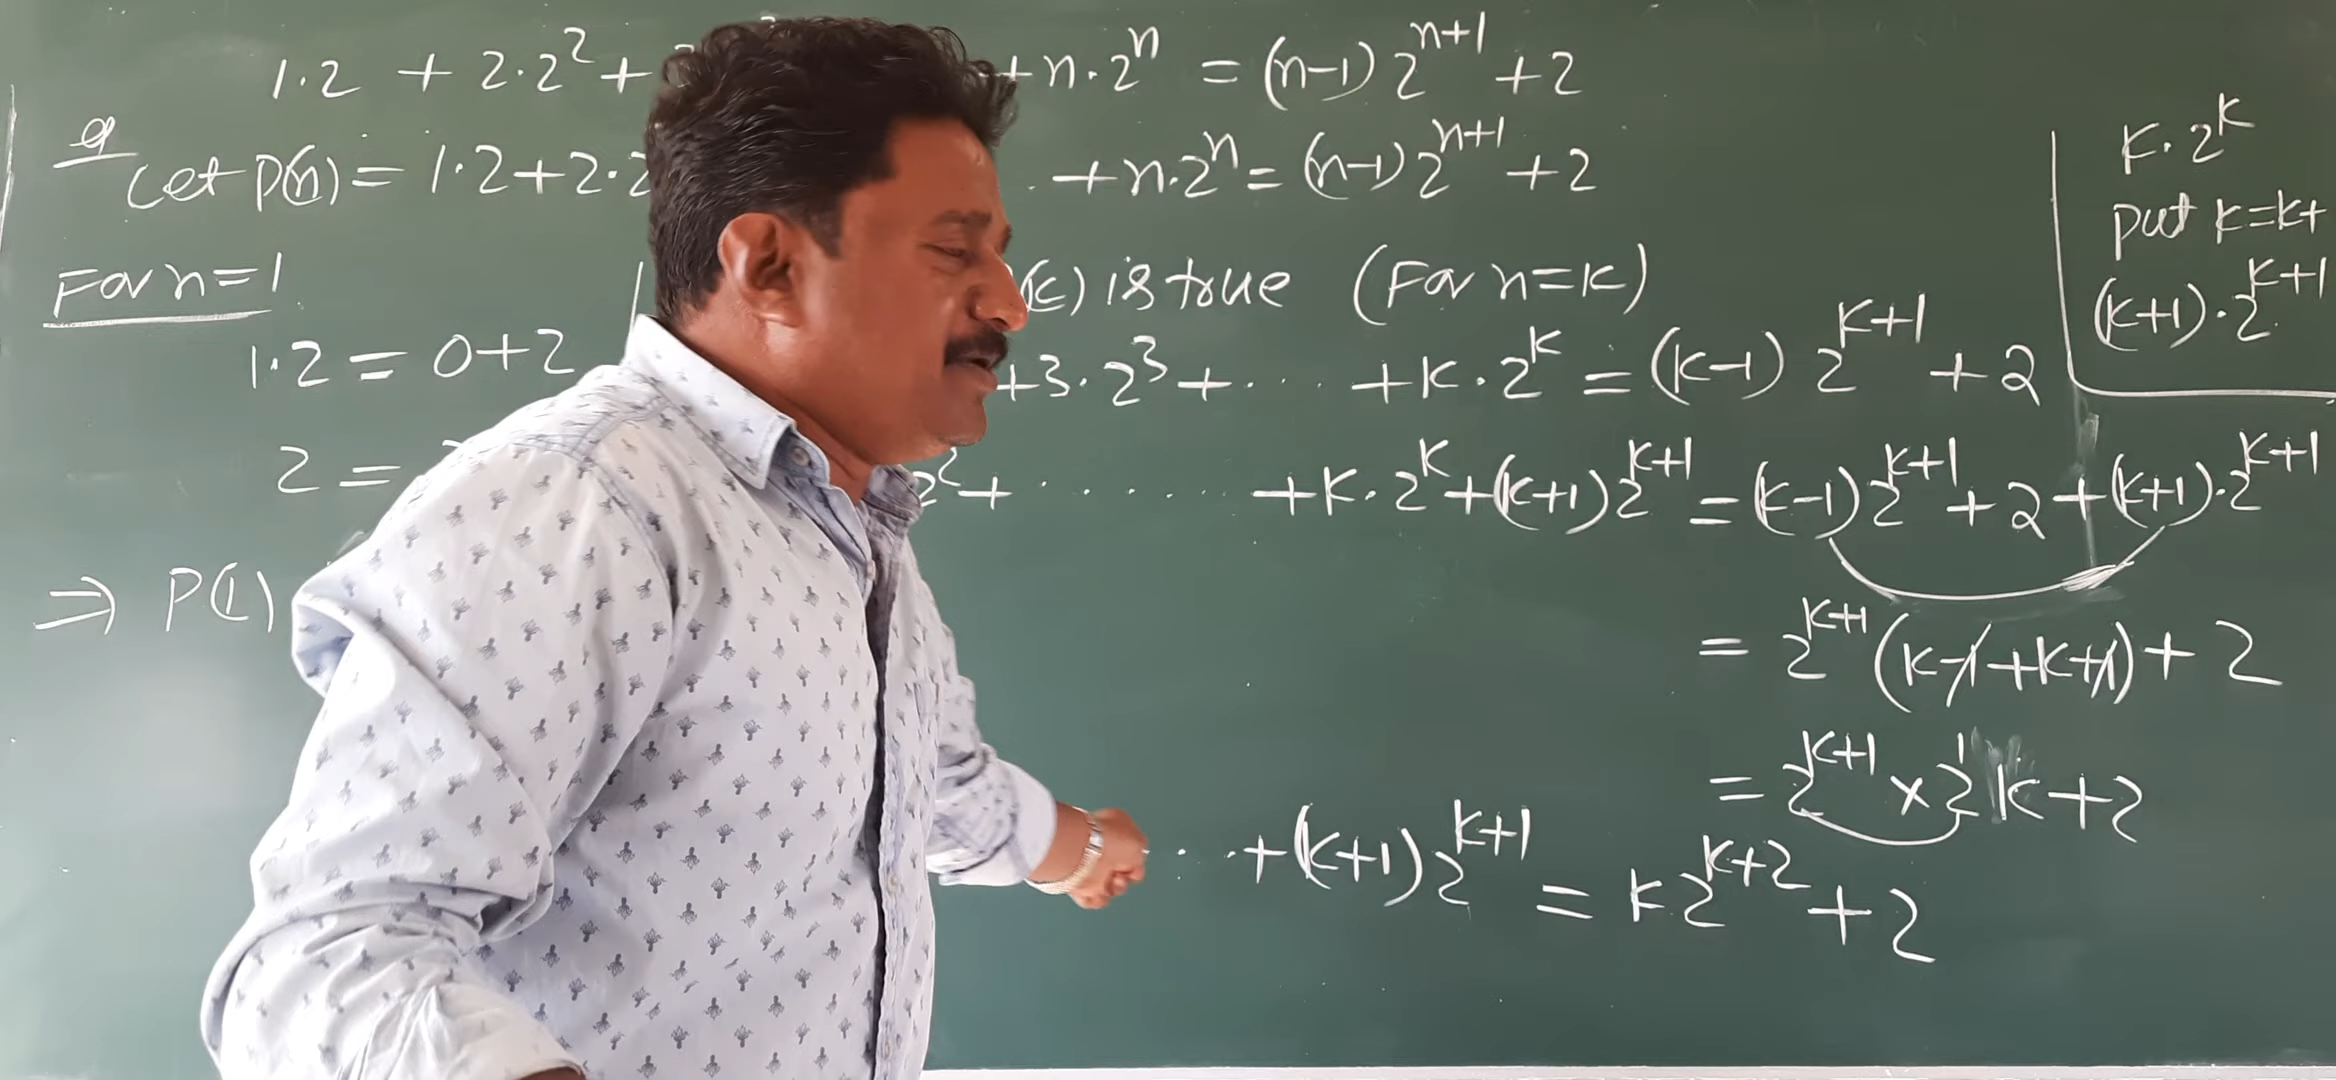 1·2 + 2·2² + +n·2ⁿ = (n-1) 2ⁿ⁺¹ + 2
Let P(n) = 1·2+2·2 . +n·2ⁿ = (n-1) 2ⁿ⁺¹ + 2
For n=1
1·2 = 0+2
2 =
⇒ P(1)
is true (For n=k)
+3·2³+ ···· +k·2ᵏ = (k-1) 2ᵏ⁺¹ + 2
2²+ ······ +k·2ᵏ+(k+1)2ᵏ⁺¹ = (k-1)2ᵏ⁺¹+2+(k+1)·2ᵏ⁺¹
= 2ᵏ⁺¹(k-1+k+1)+2
= 2ᵏ⁺¹ × 2¹k+2
··+(k+1)2ᵏ⁺¹ = k2ᵏ⁺²+2
k·2ᵏ
put k=k+
(k+1)·2ᵏ⁺¹